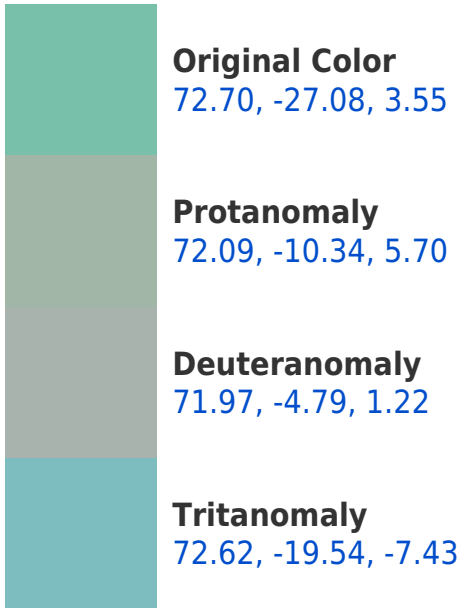 Original Color
72.70, -27.08, 3.55
Protanomaly
72.09, -10.34, 5.70
Deuteranomaly
71.97, -4.79, 1.22
Tritanomaly
72.62, -19.54, -7.43